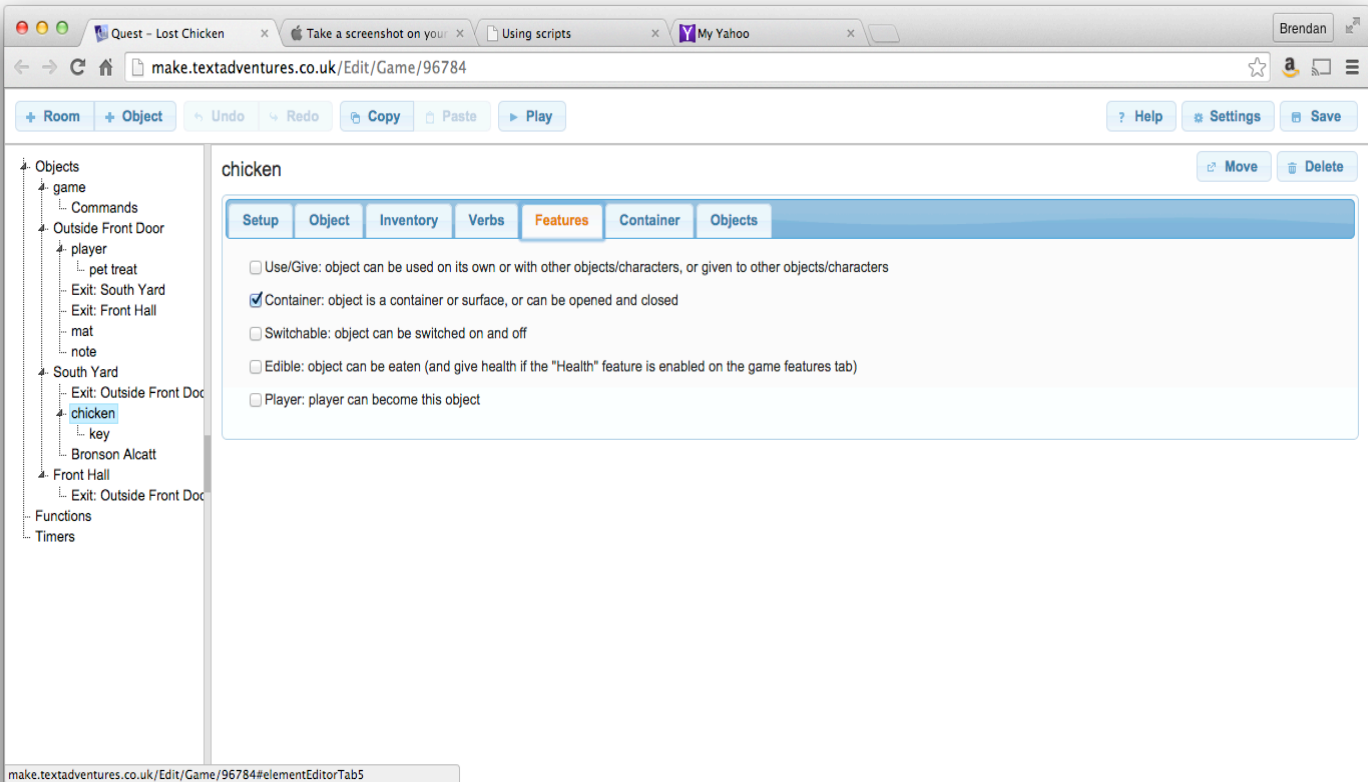 Quest – Lost Chicken
Take a screenshot on your
Using scripts
My Yahoo
Brendan
make.textadventures.co.uk/Edit/Game/96784
Room
Object
Undo
Redo
Copy
Paste
Play
? Help
Settings
Save
Objects
game
Commands
Outside Front Door
player
pet treat
Exit: South Yard
Exit: Front Hall
mat
note
South Yard
Exit: Outside Front Doo
chicken
key
Bronson Alcatt
Front Hall
Exit: Outside Front Doo
Functions
Timers
chicken
Move
Delete
Setup
Object
Inventory
Verbs
Features
Container
Objects
Use/Give: object can be used on its own or with other objects/characters, or given to other objects/characters
Container: object is a container or surface, or can be opened and closed
Switchable: object can be switched on and off
Edible: object can be eaten (and give health if the "Health" feature is enabled on the game features tab)
Player: player can become this object
make.textadventures.co.uk/Edit/Game/96784#elementEditorTab5